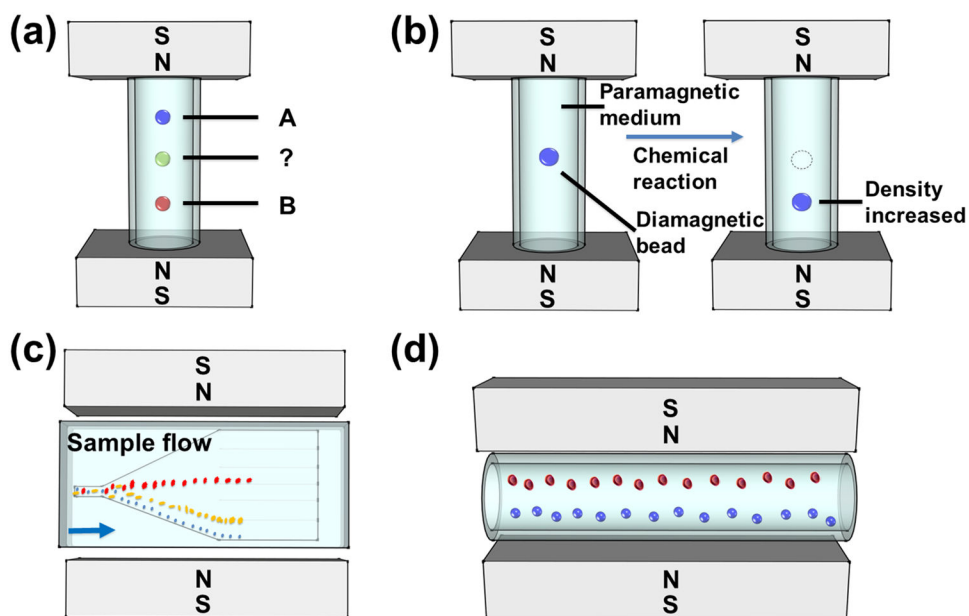 (a)
S
N
A
?
B
N
S
(b)
S
N
S
N
Paramagnetic
medium
Chemical
reaction
Diamagnetic
bead
Density
increased
N
S
N
S
(c)
S
N
Sample flow
N
S
(d)
S
N
N
S